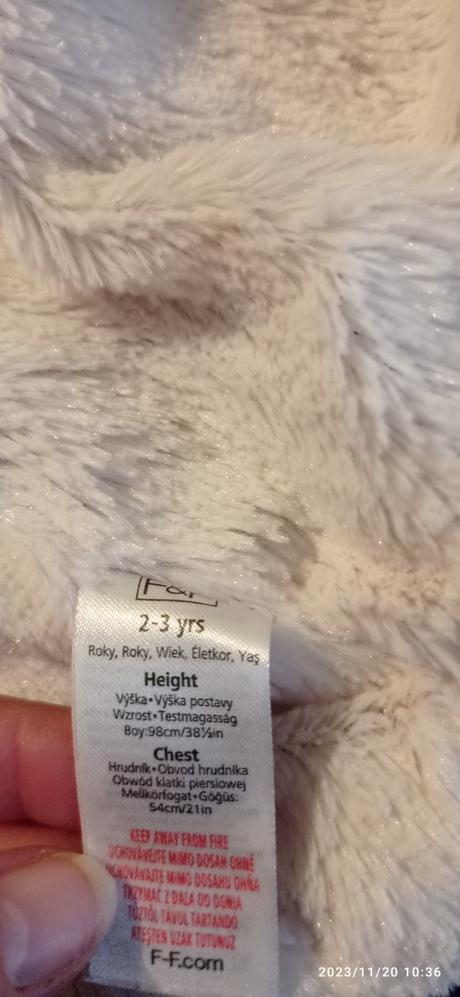 F&F
2-3 yrs
Roky, Roky, Wiek, Életkor, Yaş
Height
Výška•Výška postavy
Wzrost•Testmagasság
Boy:98cm/38½in
Chest
Hrudník•Obvod hrudníka
Obwód klatki piersiowej
Mellkörfogat•Göğüs:
54cm/21in
KEEP AWAY FROM FIRE
UCHOVÁVEJTE MIMO DOSAH OHNĚ
UCHOVÁVAJTE MIMO DOSAHU OHŇA
TRZYMAĆ Z DALA OD OGNIA
TŰZTŐL TÁVOL TARTANDÓ
ATEŞTEN UZAK TUTUNUZ
F-F.com
2023/11/20 10:36